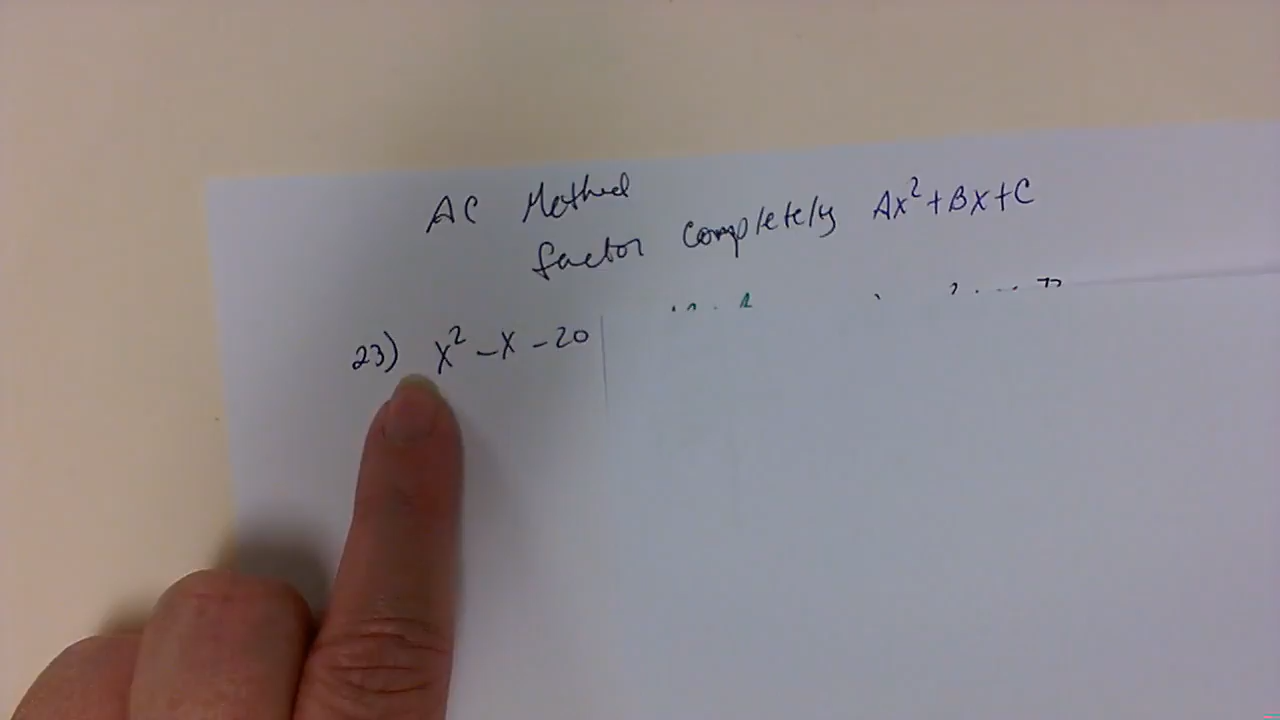 AC Method
factor completely Ax²+Bx+C
23) x² -x -20